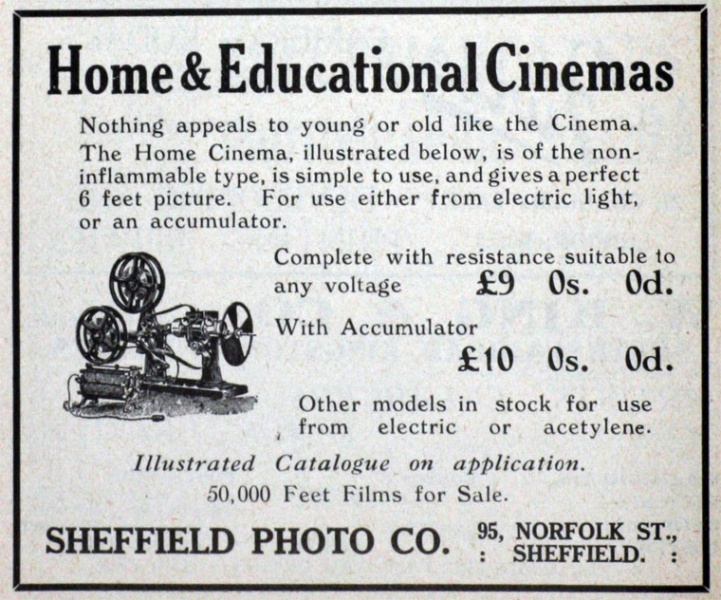 Home & Educational Cinemas
Nothing appeals to young or old like the Cinema.
The Home Cinema, illustrated below, is of the non-
inflammable type, is simple to use, and gives a perfect
6 feet picture. For use either from electric light,
or an accumulator.
Complete with resistance suitable to
any voltage £9 0s. 0d.
With Accumulator
£10 0s. 0d.
Other models in stock for use
from electric or acetylene.
Illustrated Catalogue on application.
50,000 Feet Films for Sale.
SHEFFIELD PHOTO CO. 95, NORFOLK ST.,
: SHEFFIELD. :